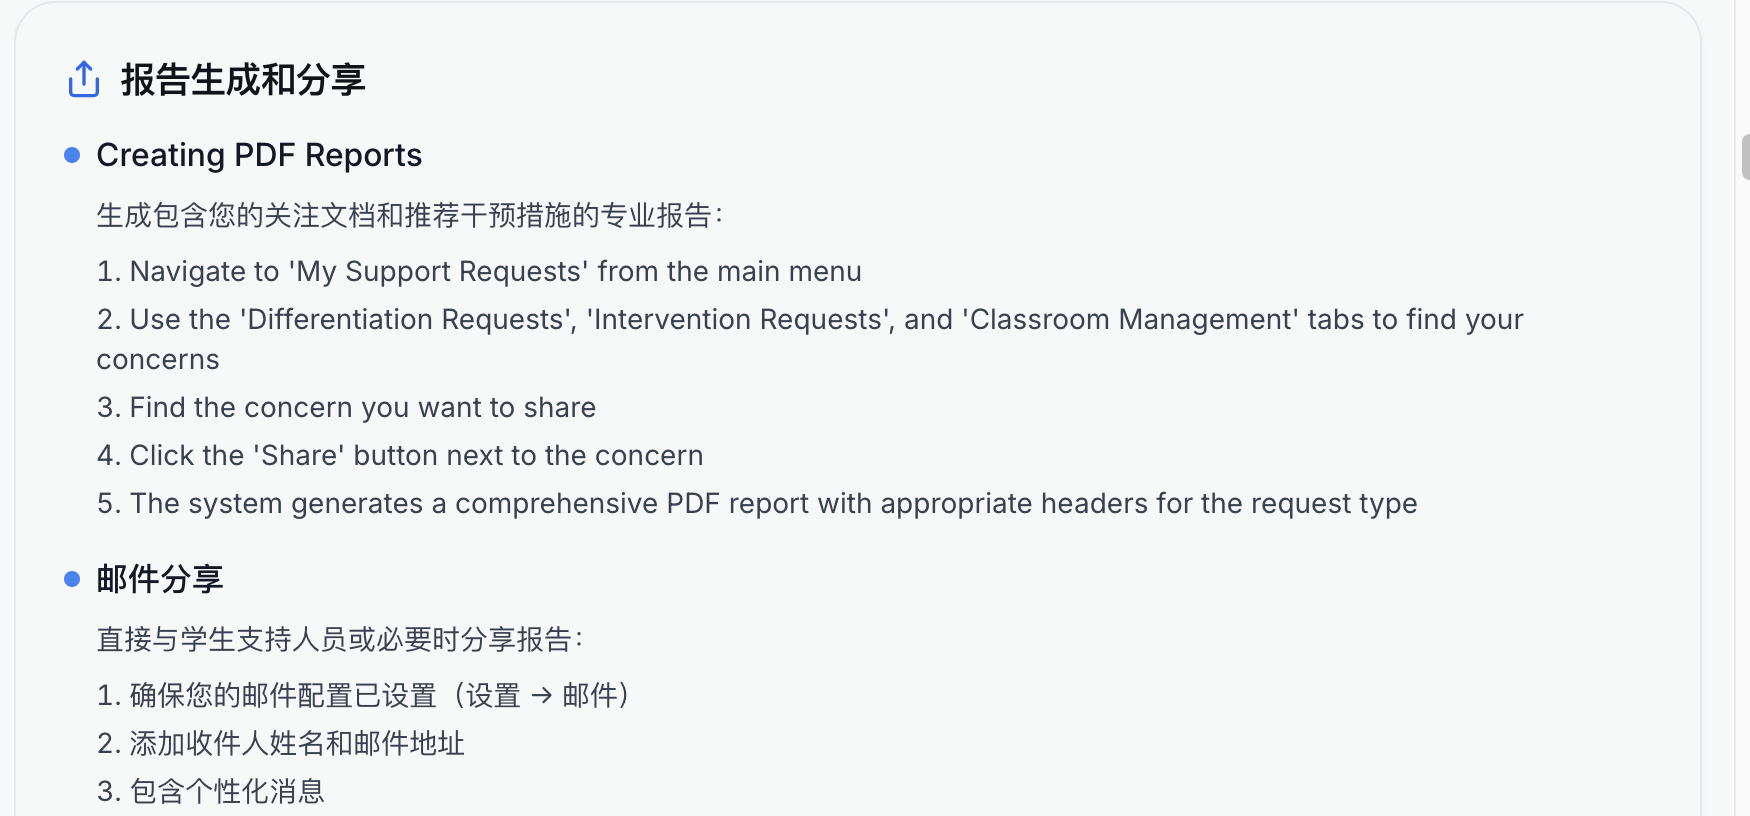 报告生成和分享
Creating PDF Reports
生成包含您的关注文档和推荐干预措施的专业报告：
1. Navigate to 'My Support Requests' from the main menu
2. Use the 'Differentiation Requests', 'Intervention Requests', and 'Classroom Management' tabs to find your
concerns
3. Find the concern you want to share
4. Click the 'Share' button next to the concern
5. The system generates a comprehensive PDF report with appropriate headers for the request type
邮件分享
直接与学生支持人员或必要时分享报告：
1. 确保您的邮件配置已设置（设置 → 邮件）
2. 添加收件人姓名和邮件地址
3. 包含个性化消息